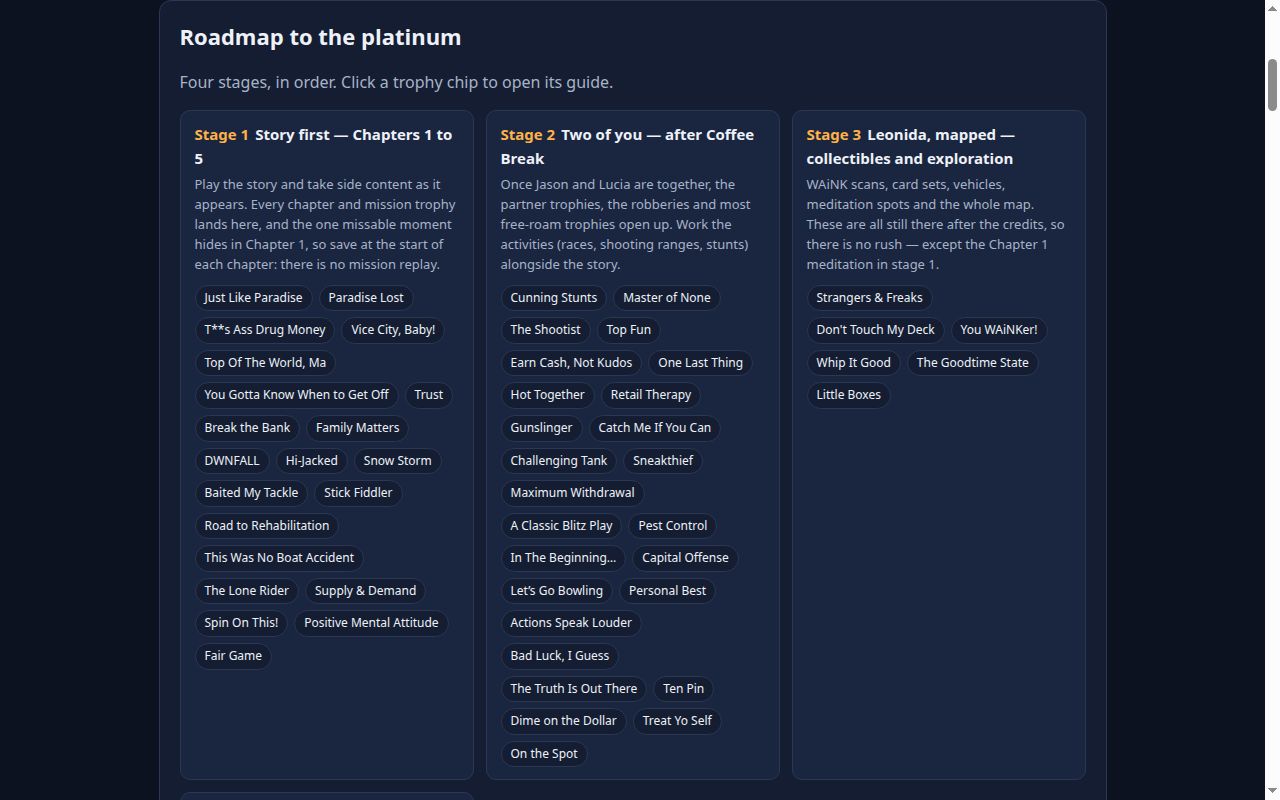 Roadmap to the platinum
Four stages, in order. Click a trophy chip to open its guide.
Stage 1 Story first — Chapters 1 to
5
Play the story and take side content as it
appears. Every chapter and mission trophy
lands here, and the one missable moment
hides in Chapter 1, so save at the start of
each chapter: there is no mission replay.
Just Like Paradise
Paradise Lost
T**s Ass Drug Money
Vice City, Baby!
Top Of The World, Ma
You Gotta Know When to Get Off
Trust
Break the Bank
Family Matters
DWNFALL
Hi-Jacked
Snow Storm
Baited My Tackle
Stick Fiddler
Road to Rehabilitation
This Was No Boat Accident
The Lone Rider
Supply & Demand
Spin On This!
Positive Mental Attitude
Fair Game
Stage 2 Two of you — after Coffee
Break
Once Jason and Lucia are together, the
partner trophies, the robberies and most
free-roam trophies open up. Work the
activities (races, shooting ranges, stunts)
alongside the story.
Cunning Stunts
Master of None
The Shootist
Top Fun
Earn Cash, Not Kudos
One Last Thing
Hot Together
Retail Therapy
Gunslinger
Catch Me If You Can
Challenging Tank
Sneakthief
Maximum Withdrawal
A Classic Blitz Play
Pest Control
In The Beginning...
Capital Offense
Let's Go Bowling
Personal Best
Actions Speak Louder
Bad Luck, I Guess
The Truth Is Out There
Ten Pin
Dime on the Dollar
Treat Yo Self
On the Spot
Stage 3 Leonida, mapped —
collectibles and exploration
WAiNK scans, card sets, vehicles,
meditation spots and the whole map.
These are all still there after the credits, so
there is no rush — except the Chapter 1
meditation in stage 1.
Strangers & Freaks
Don't Touch My Deck
You WAiNKer!
Whip It Good
The Goodtime State
Little Boxes